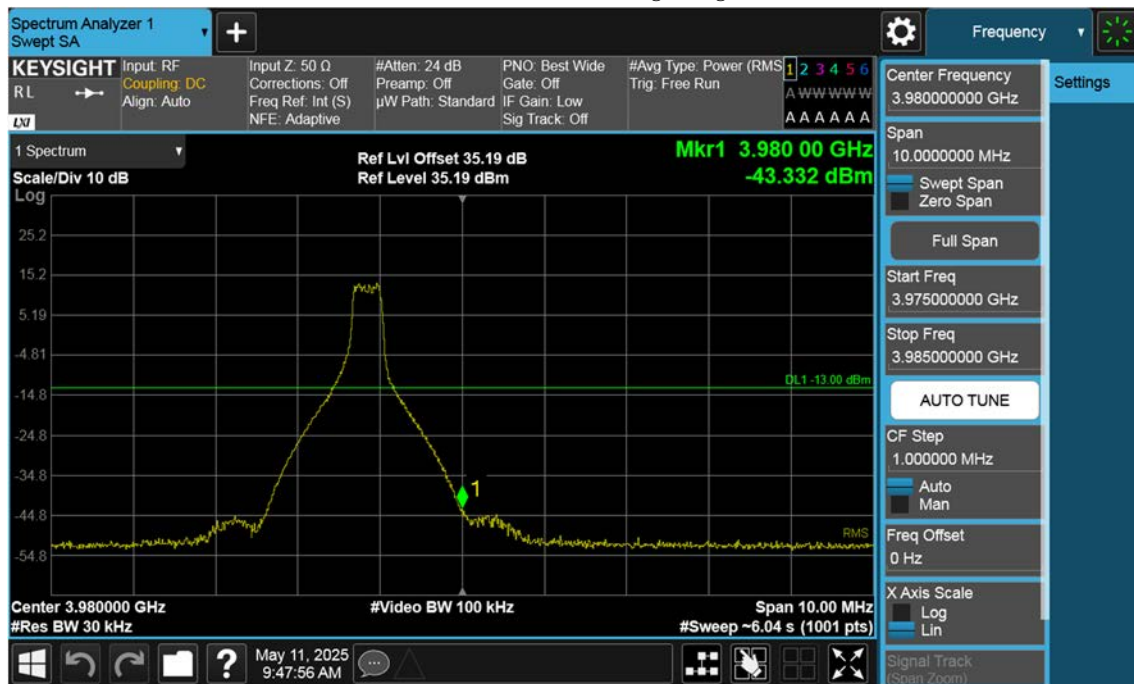 Spectrum Analyzer 1
Swept SA
Frequency
KEYSIGHT
RL
LXI
Input: RF
Coupling: DC
Align: Auto
Input Z: 50 Ω
Corrections: Off
Freq Ref: Int (S)
NFE: Adaptive
#Atten: 24 dB
Preamp: Off
µW Path: Standard
PNO: Best Wide
Gate: Off
IF Gain: Low
Sig Track: Off
#Avg Type: Power (RMS
Trig: Free Run
1 2 3 4 5 6
A W W W W W
A A A A A A
1 Spectrum
Scale/Div 10 dB
Ref Lvl Offset 35.19 dB
Ref Level 35.19 dBm
Mkr1 3.980 00 GHz
-43.332 dBm
Log
25.2
15.2
5.19
-4.81
-14.8
-24.8
-34.8
-44.8
-54.8
DL1 -13.00 dBm
1
RMS
Center 3.980000 GHz
#Res BW 30 kHz
#Video BW 100 kHz
Span 10.00 MHz
#Sweep ~6.04 s (1001 pts)
Center Frequency
3.980000000 GHz
Span
10.0000000 MHz
Swept Span
Zero Span
Full Span
Start Freq
3.975000000 GHz
Stop Freq
3.985000000 GHz
AUTO TUNE
CF Step
1.000000 MHz
Auto
Man
Freq Offset
0 Hz
X Axis Scale
Log
Lin
Signal Track
(Span Zoom)
Settings
?
May 11, 2025
9:47:56 AM